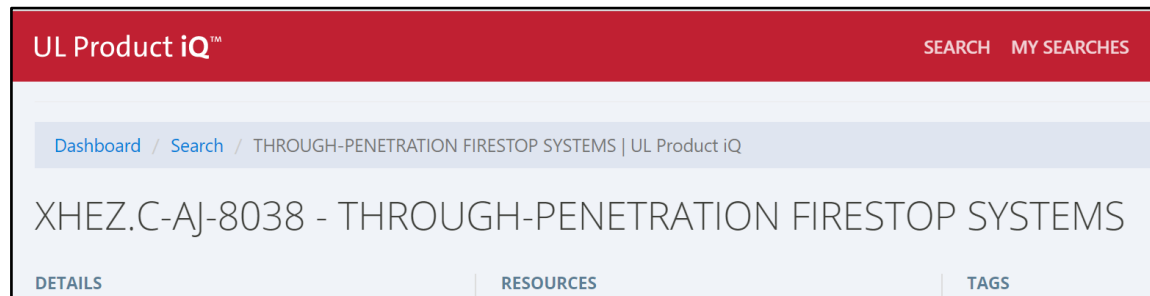 UL Product iQ™
SEARCH MY SEARCHES
Dashboard / Search / THROUGH-PENETRATION FIRESTOP SYSTEMS | UL Product iQ
XHEZ.C-AJ-8038 - THROUGH-PENETRATION FIRESTOP SYSTEMS
DETAILS RESOURCES TAGS